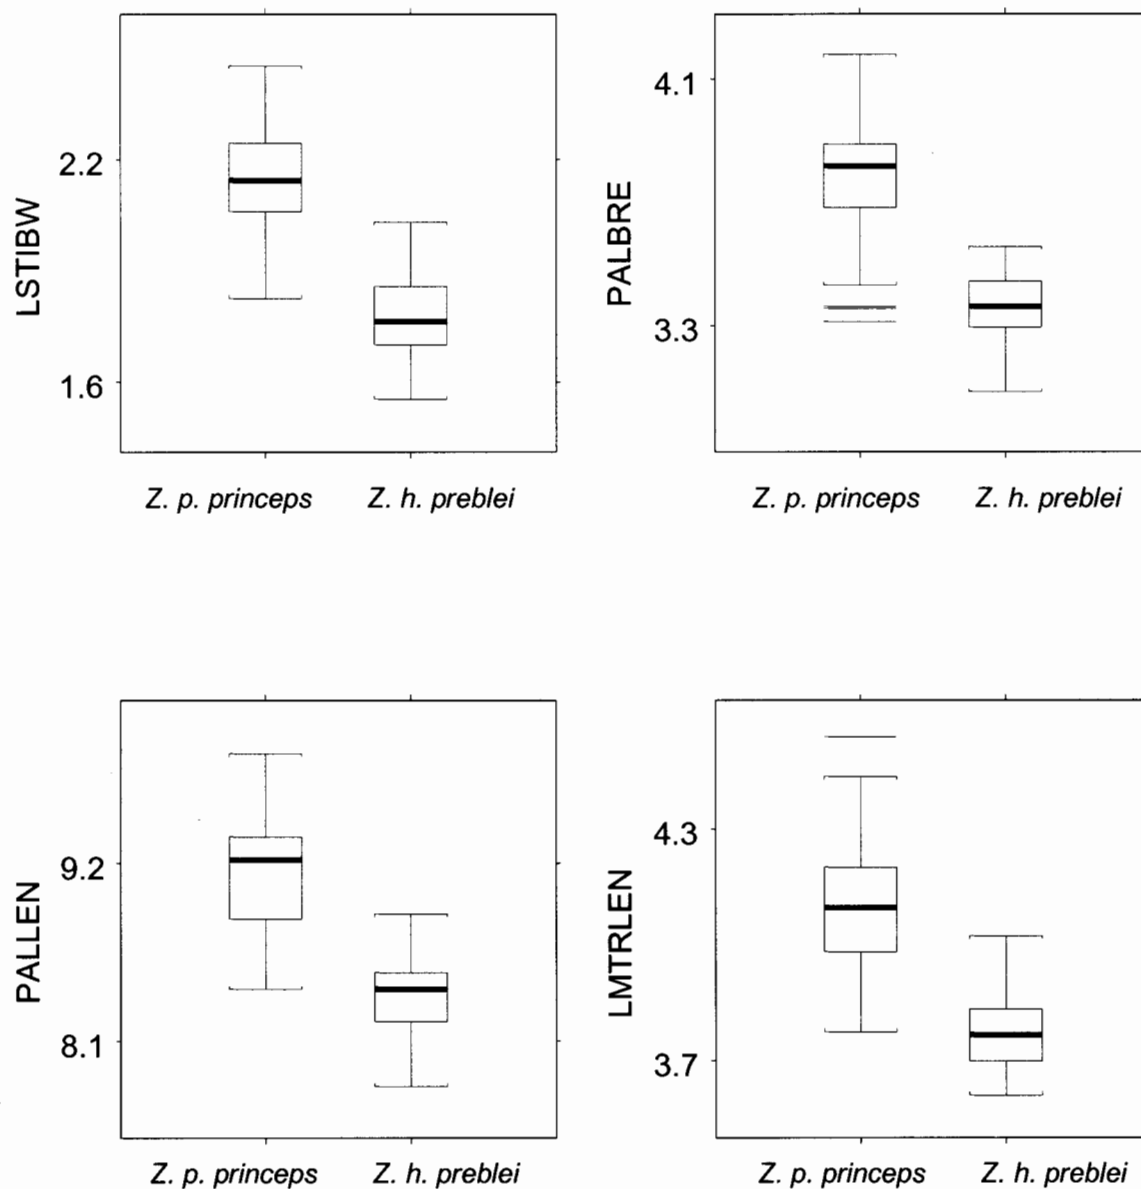 LSTIBW
2.2
1.6
Z. p. princeps Z. h. preblei
PALBRE
4.1
3.3
Z. p. princeps Z. h. preblei
PALLEN
9.2
8.1
Z. p. princeps Z. h. preblei
LMTRLEN
4.3
3.7
Z. p. princeps Z. h. preblei